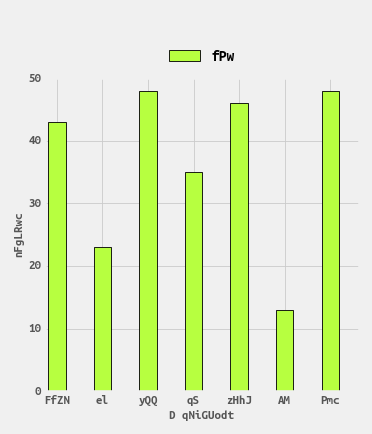 fPw
50
40
30
20
10
0
nFgLRwc
FfZN el yQQ qS zHhJ AM Pmc
D qNiGUodt